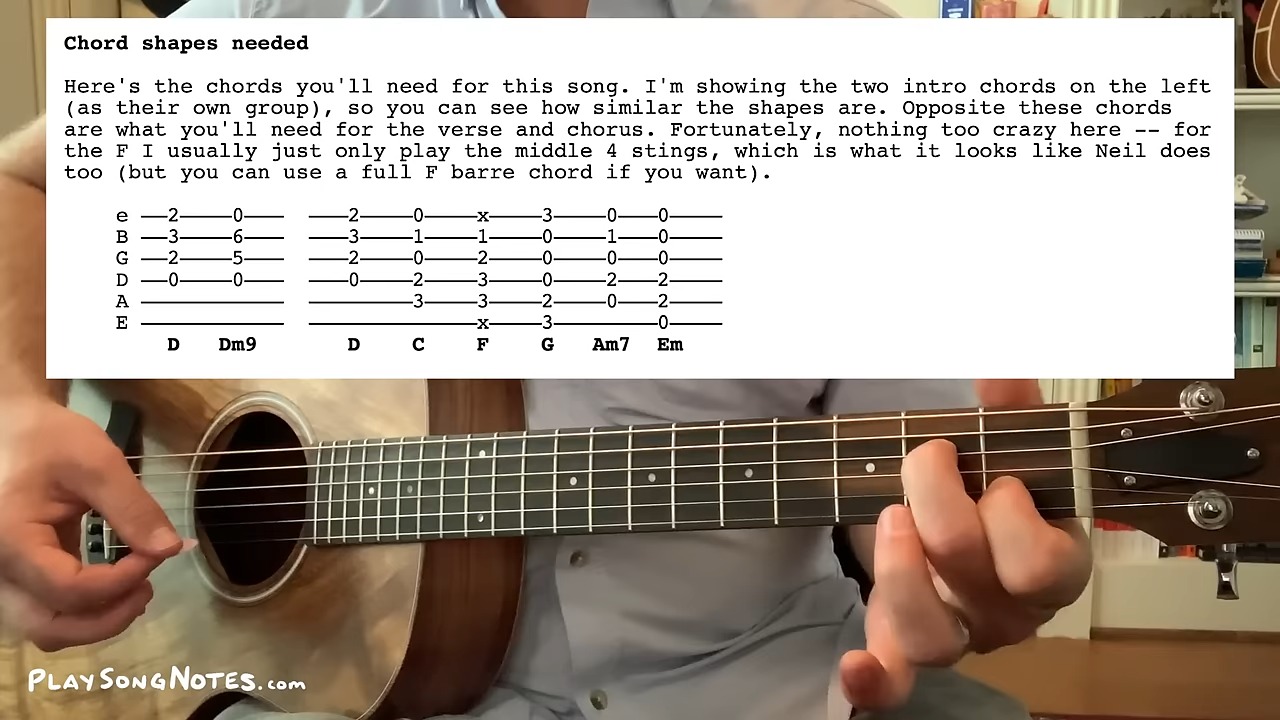 Chord shapes needed
Here's the chords you'll need for this song. I'm showing the two intro chords on the left
(as their own group), so you can see how similar the shapes are. Opposite these chords
are what you'll need for the verse and chorus. Fortunately, nothing too crazy here -- for
the F I usually just only play the middle 4 stings, which is what it looks like Neil does
too (but you can use a full F barre chord if you want).
e ––2––––0––– ––2––––0––––x––––3––––0–––0––––
B ––3––––6––– ––3––––1––––1––––0––––1–––0––––
G ––2––––5––– ––2––––0––––2––––0––––0–––0––––
D ––0––––0––– ––0––––2––––3––––0––––2–––2––––
A ––––––––––– –––––––3––––3––––2––––0–––2––––
E ––––––––––– ––––––––––––x––––3––––––––0––––
D Dm9 D C F G Am7 Em
PLAYSONGNOTES.com